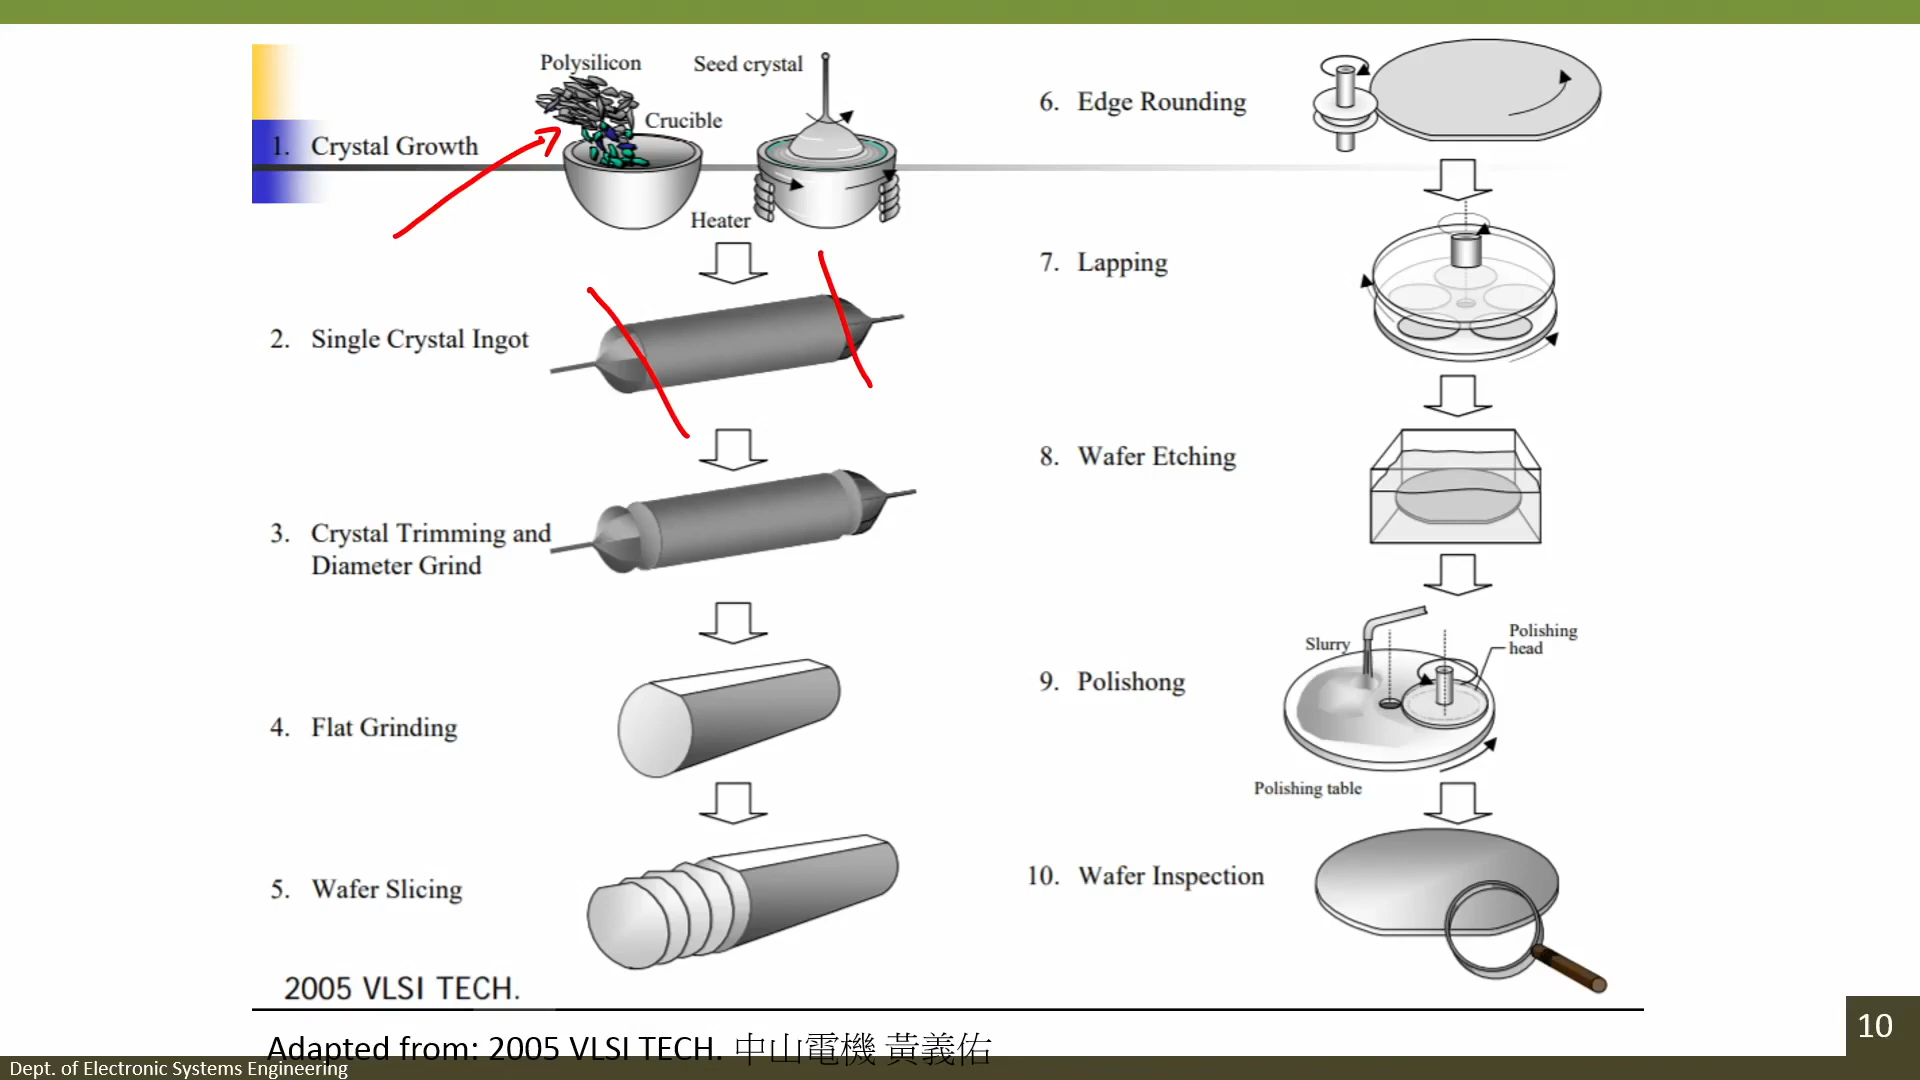 Polysilicon
Seed crystal
Crucible
1. Crystal Growth
Heater
2. Single Crystal Ingot
3. Crystal Trimming and
Diameter Grind
4. Flat Grinding
5. Wafer Slicing
6. Edge Rounding
7. Lapping
8. Wafer Etching
Slurry
Polishing
head
9. Polishong
Polishing table
10. Wafer Inspection
2005 VLSI TECH.
Adapted from: 2005 VLSI TECH. 中山電機 黃義佑
Dept. of Electronic Systems Engineering
10